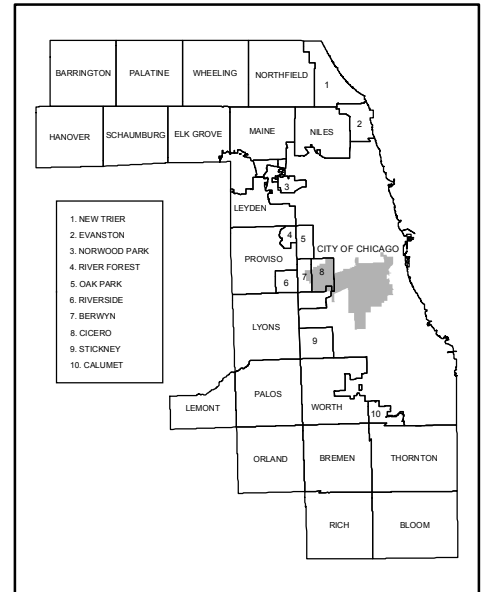 BARRINGTON PALATINE WHEELING NORTHFIELD
1
HANOVER SCHAUMBURG ELK GROVE MAINE NILES 2
3
LEYDEN
1. NEW TRIER
2. EVANSTON
3. NORWOOD PARK
4. RIVER FOREST
5. OAK PARK
6. RIVERSIDE
7. BERWYN
8. CICERO
9. STICKNEY
10. CALUMET
4 5
CITY OF CHICAGO
PROVISO
6 7 8
LYONS
9
LEMONT PALOS WORTH 10
ORLAND BREMEN THORNTON
RICH BLOOM